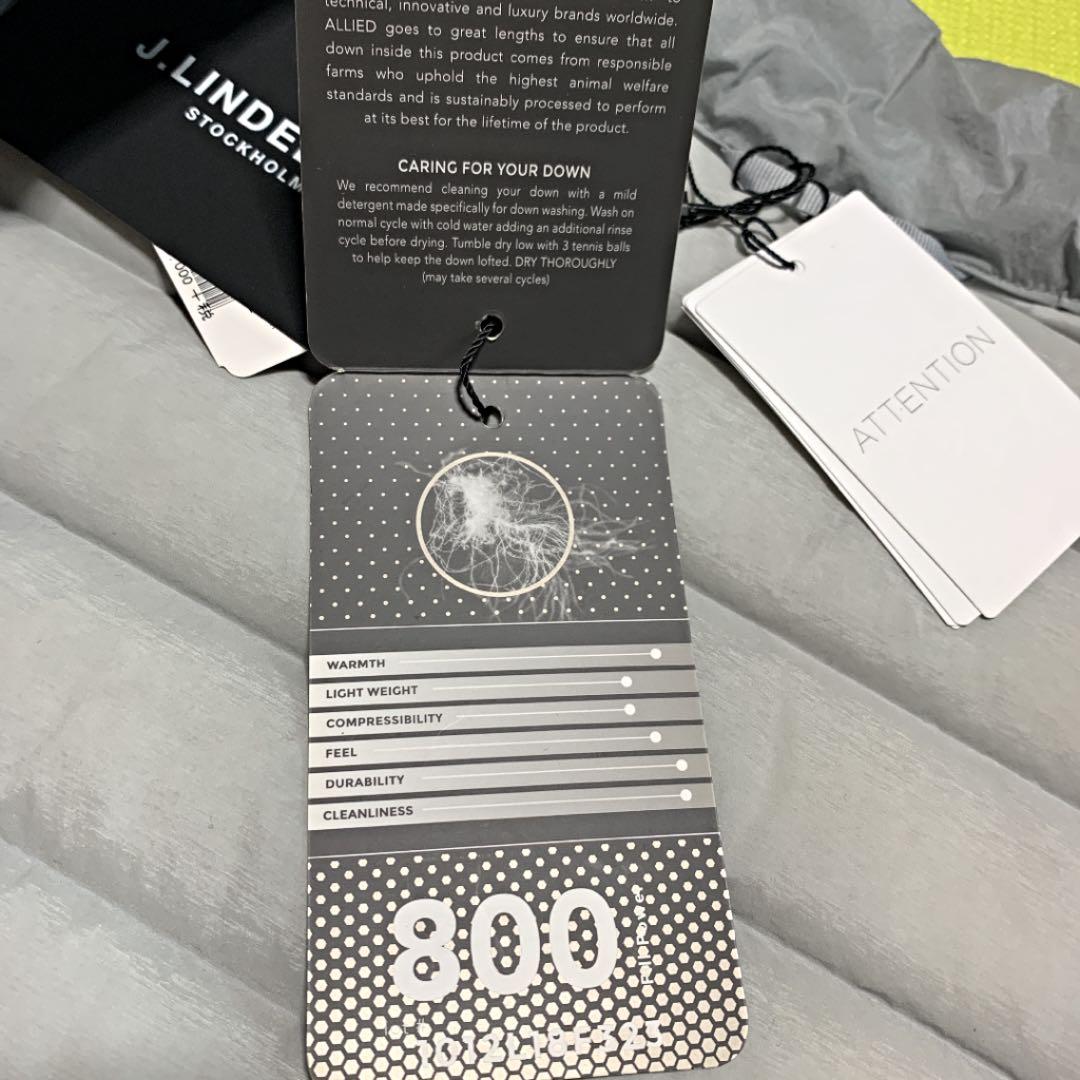 technical, innovative and luxury brands worldwide.
ALLIED goes to great lengths to ensure that all
down inside this product comes from responsible
farms who uphold the highest animal welfare
standards and is sustainably processed to perform
at its best for the lifetime of the product.
CARING FOR YOUR DOWN
We recommend cleaning your down with a mild
detergent made specifically for down washing. Wash on
normal cycle with cold water adding an additional rinse
cycle before drying. Tumble dry low with 3 tennis balls
to help keep the down lofted. DRY THOROUGHLY
(may take several cycles)
J.LINDE
STOCKHOLM
000+税
ATTENTION
WARMTH
LIGHT WEIGHT
COMPRESSIBILITY
FEEL
DURABILITY
CLEANLINESS
800
Fill Power